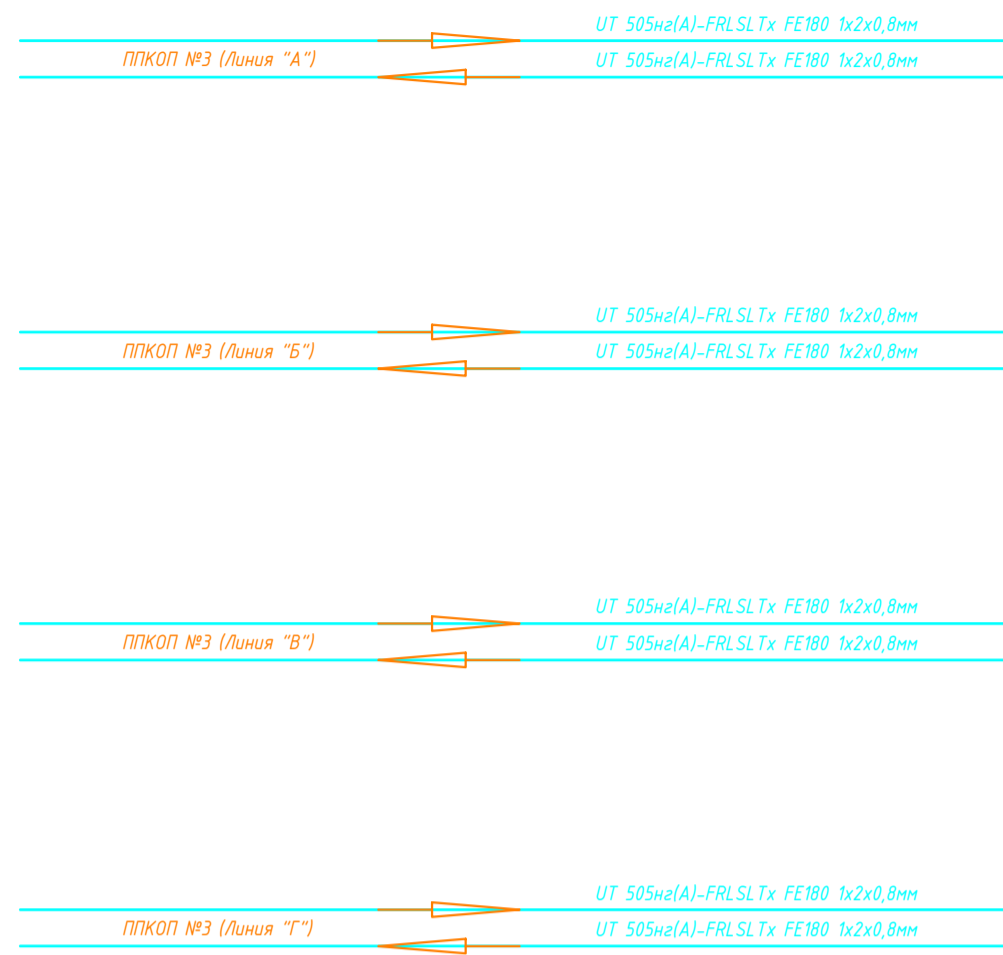 UT 505нг(А)-FRLSLTx FE180 1x2x0,8мм
ППКОП №3 (Линия "А")
UT 505нг(А)-FRLSLTx FE180 1x2x0,8мм
UT 505нг(А)-FRLSLTx FE180 1x2x0,8мм
ППКОП №3 (Линия "Б")
UT 505нг(А)-FRLSLTx FE180 1x2x0,8мм
UT 505нг(А)-FRLSLTx FE180 1x2x0,8мм
ППКОП №3 (Линия "В")
UT 505нг(А)-FRLSLTx FE180 1x2x0,8мм
UT 505нг(А)-FRLSLTx FE180 1x2x0,8мм
ППКОП №3 (Линия "Г")
UT 505нг(А)-FRLSLTx FE180 1x2x0,8мм